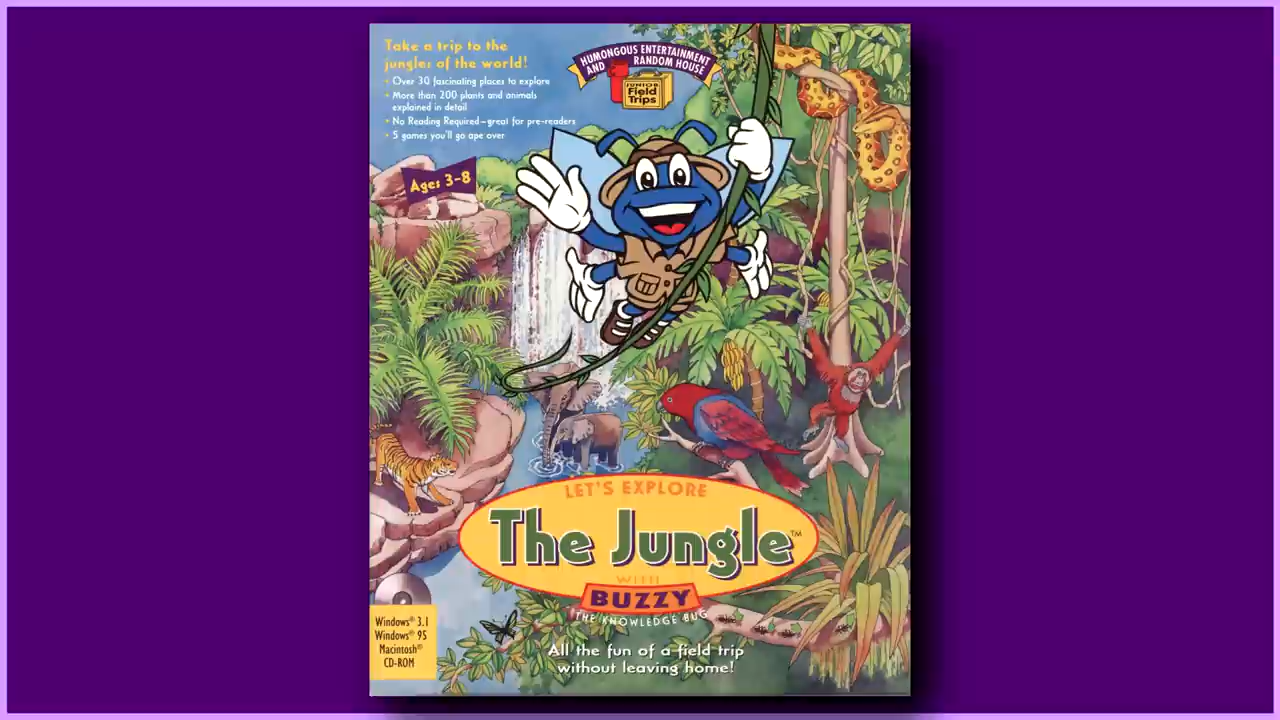 Take a trip to the
jungles of the world!
• Over 30 fascinating places to explore
• More than 200 plants and animals
explained in detail
• No Reading Required—great for pre-readers
• 5 games you'll go ape over
HUMONGOUS ENTERTAINMENT
AND RANDOM HOUSE
JUNIOR
Field
Trips
Ages 3-8
LET'S EXPLORE
The Jungle™
WITH
BUZZY
THE KNOWLEDGE BUG
Windows® 3.1
Windows® 95
Macintosh®
CD-ROM
All the fun of a field trip
without leaving home!